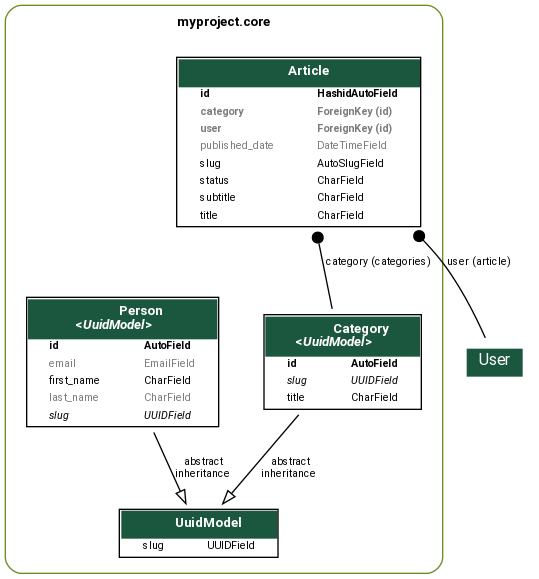 myproject.core
Article
id HashidAutoField
category ForeignKey (id)
user ForeignKey (id)
published_date DateTimeField
slug AutoSlugField
status CharField
subtitle CharField
title CharField
category (categories)
user (article)
Person
<UuidModel>
id AutoField
email EmailField
first_name CharField
last_name CharField
slug UUIDField
Category
<UuidModel>
id AutoField
slug UUIDField
title CharField
User
abstract
inheritance
abstract
inheritance
UuidModel
slug UUIDField